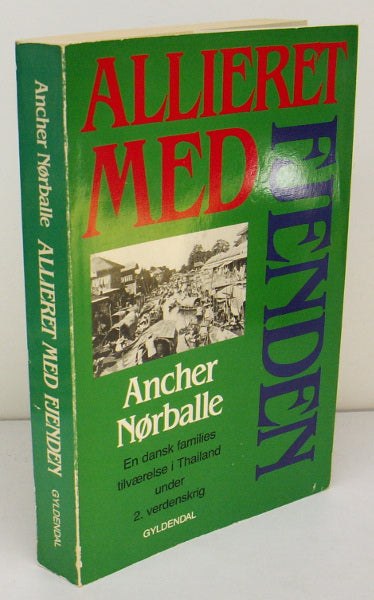 Ancher Nørballe ALLIERET MED FJENDEN GYLDENDAL
ALLIERET
MED
FJENDEN
Ancher
Nørballe
En dansk families
tilværelse i Thailand
under
2. verdenskrig
GYLDENDAL